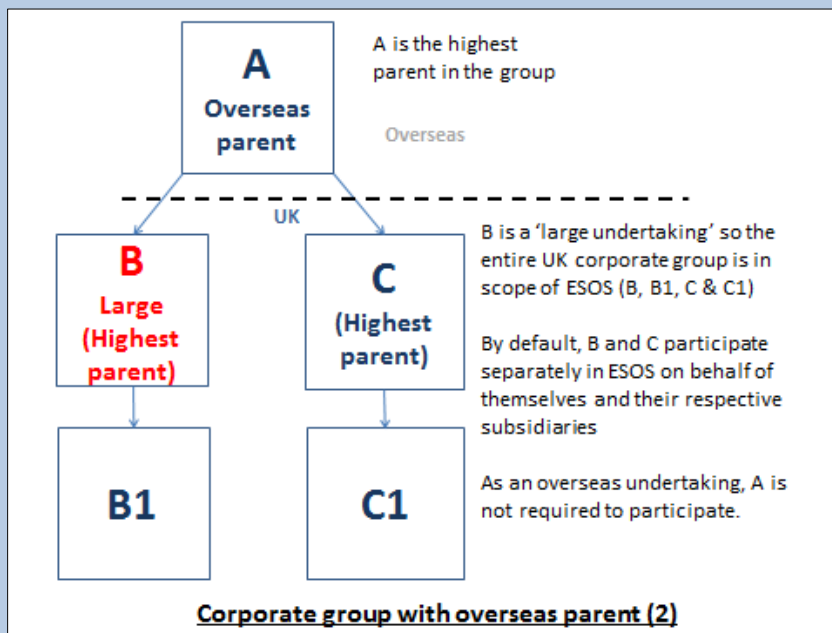 A
Overseas
parent
A is the highest
parent in the group
Overseas
UK
B
Large
(Highest
parent)
C
(Highest
parent)
B is a ‘large undertaking’ so the
entire UK corporate group is in
scope of ESOS (B, B1, C & C1)
By default, B and C participate
separately in ESOS on behalf of
themselves and their respective
subsidiaries
B1
C1
As an overseas undertaking, A is
not required to participate.
Corporate group with overseas parent (2)